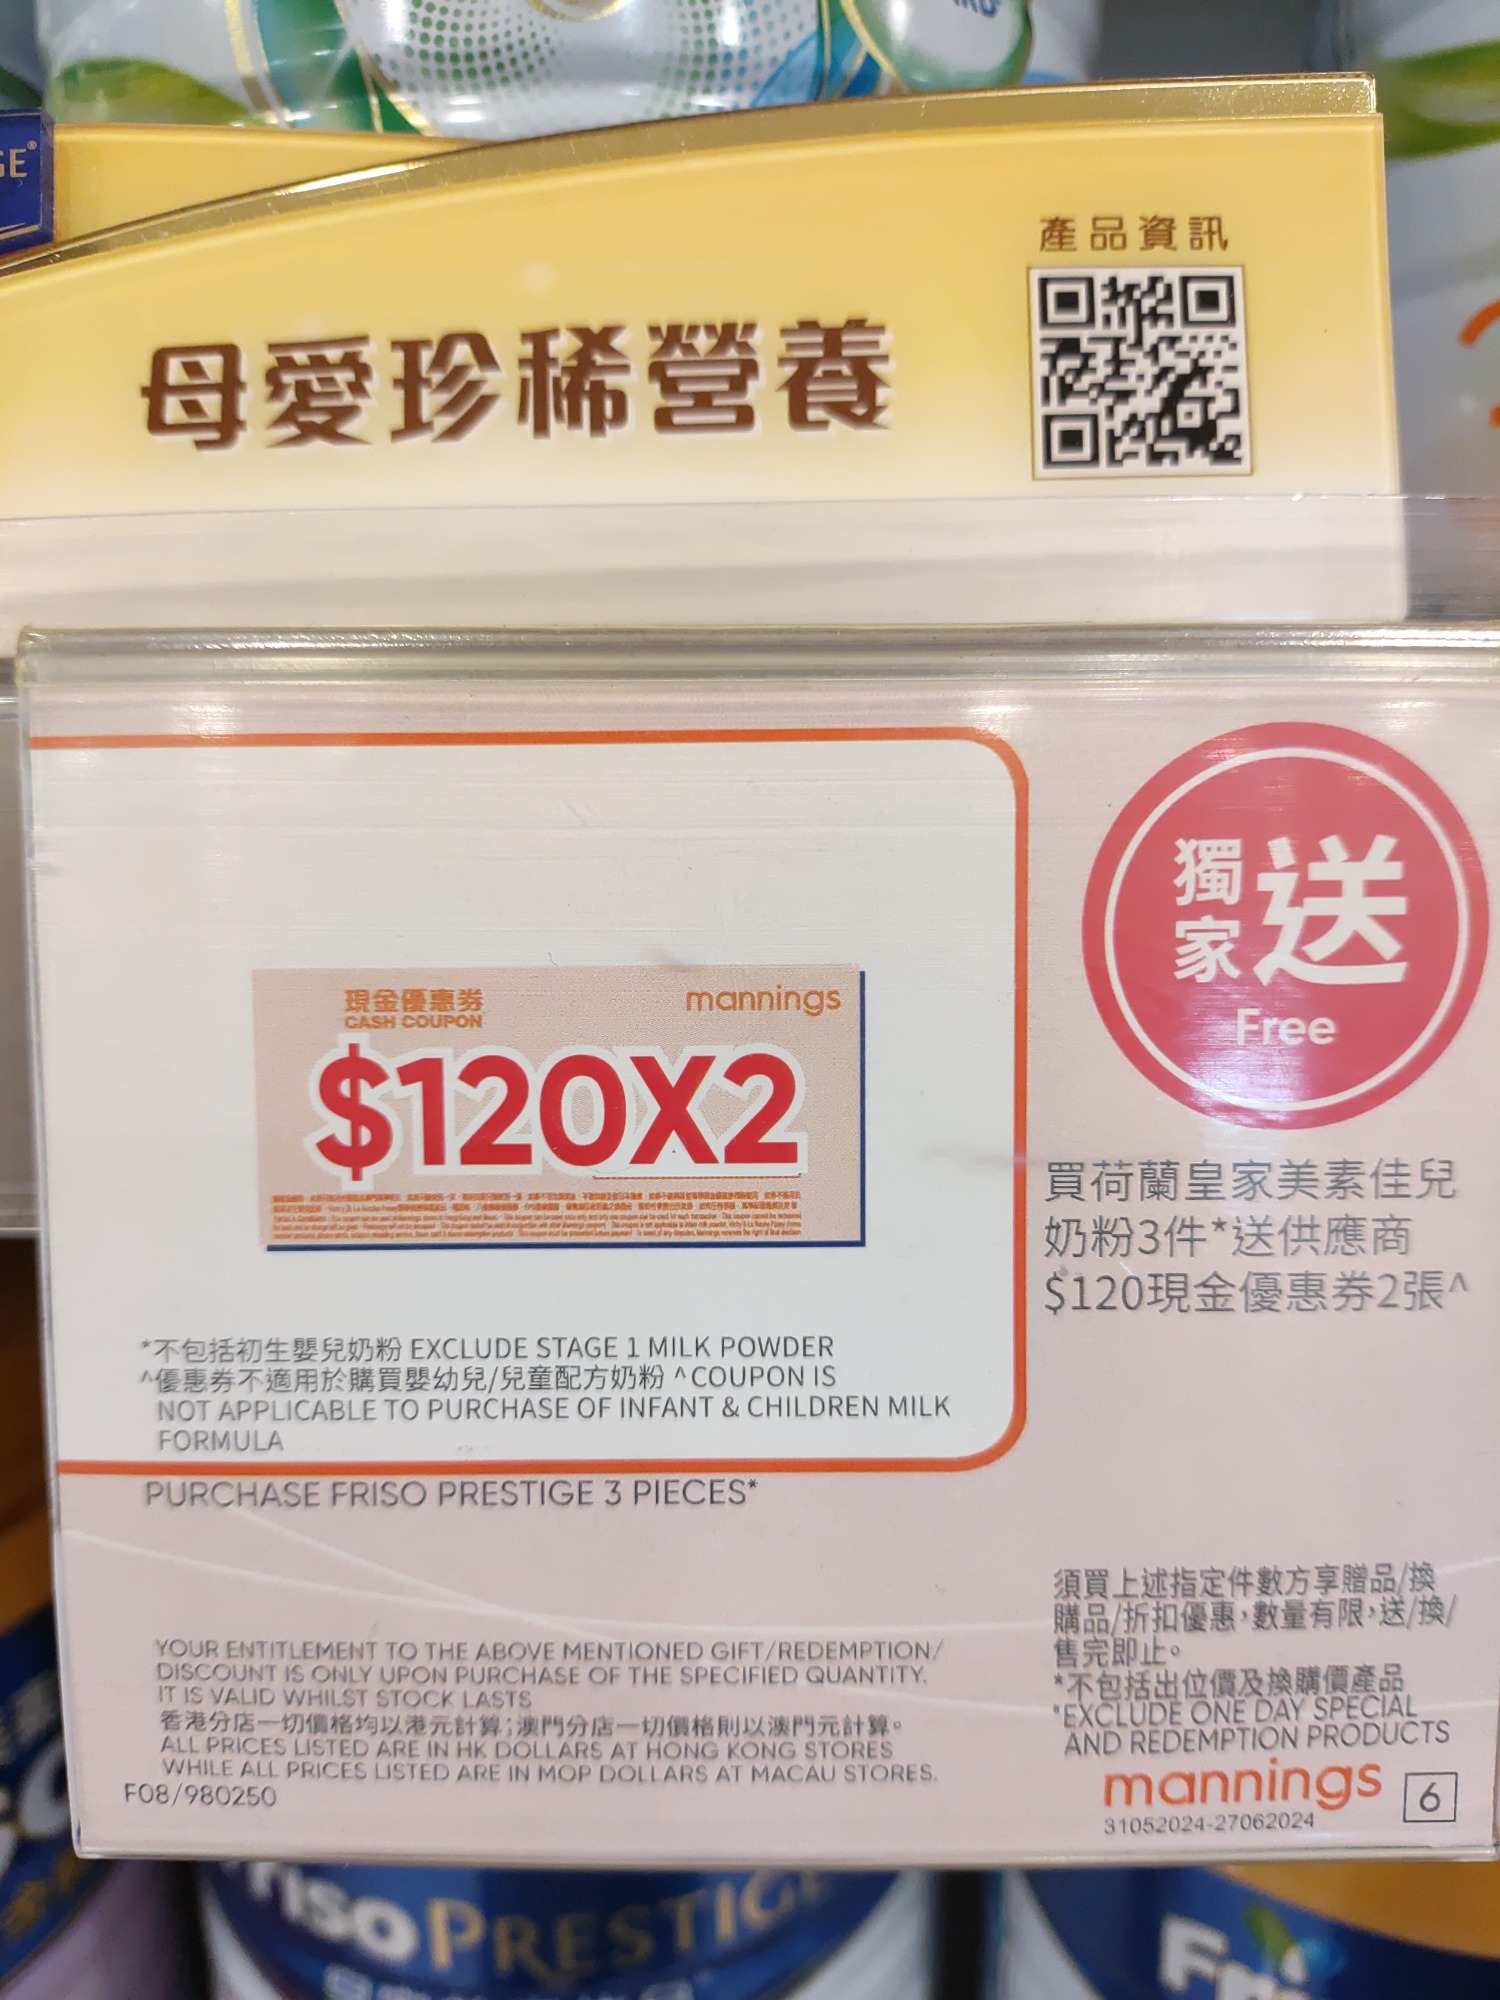 GE®
產品資訊
母愛珍稀營養
獨家送
Free
現金優惠券
CASH COUPON
mannings
$120X2
買荷蘭皇家美素佳兒
奶粉3件*送供應商
$120現金優惠券2張^
*不包括初生嬰兒奶粉 EXCLUDE STAGE 1 MILK POWDER
^優惠券不適用於購買嬰幼兒/兒童配方奶粉 ^COUPON IS
NOT APPLICABLE TO PURCHASE OF INFANT & CHILDREN MILK
FORMULA
PURCHASE FRISO PRESTIGE 3 PIECES*
YOUR ENTITLEMENT TO THE ABOVE MENTIONED GIFT/REDEMPTION/
DISCOUNT IS ONLY UPON PURCHASE OF THE SPECIFIED QUANTITY.
IT IS VALID WHILST STOCK LASTS
香港分店一切價格均以港元計算;澳門分店一切價格則以澳門元計算。
ALL PRICES LISTED ARE IN HK DOLLARS AT HONG KONG STORES
WHILE ALL PRICES LISTED ARE IN MOP DOLLARS AT MACAU STORES.
F08/980250
須買上述指定件數方享贈品/換
購品/折扣優惠,數量有限,送/換/
售完即止。
*不包括出位價及換購價產品
*EXCLUDE ONE DAY SPECIAL
AND REDEMPTION PRODUCTS
mannings 6
31052024-27062024
FRISO PRESTIGE
Fri